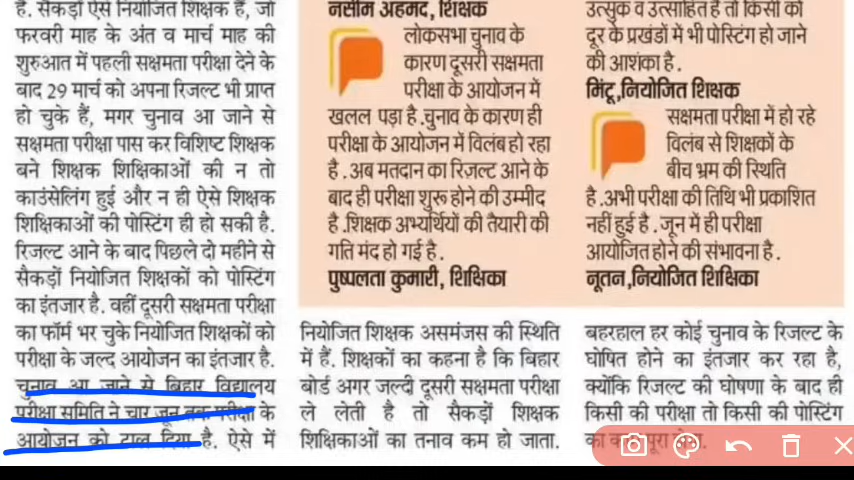 है. सैकड़ों ऐसे नियोजित शिक्षक हैं, जो
फरवरी माह के अंत व मार्च माह की
शुरुआत में पहली सक्षमता परीक्षा देने के
बाद 29 मार्च को अपना रिजल्ट भी प्राप्त
हो चुके हैं, मगर चुनाव आ जाने से
सक्षमता परीक्षा पास कर विशिष्ट शिक्षक
बने शिक्षक शिक्षिकाओं की न तो
काउंसेलिंग हुई और न ही ऐसे शिक्षक
शिक्षिकाओं की पोस्टिंग ही हो सकी है.
रिजल्ट आने के बाद पिछले दो महीने से
सैकड़ों नियोजित शिक्षकों को पोस्टिंग
का इंतजार है. वहीं दूसरी सक्षमता परीक्षा
का फॉर्म भर चुके नियोजित शिक्षकों को
परीक्षा के जल्द आयोजन का इंतजार है.
चुनाव आ जाने से बिहार विद्यालय
परीक्षा समिति ने चार जून तक परीक्षा के
आयोजन को टाल दिया है. ऐसे में
नसीम अहमद, शिक्षक
लोकसभा चुनाव के
कारण दूसरी सक्षमता
परीक्षा के आयोजन में
खलल पड़ा है .चुनाव के कारण ही
परीक्षा के आयोजन में विलंब हो रहा
है .अब मतदान का रिज़ल्ट आने के
बाद ही परीक्षा शुरू होने की उम्मीद
है .शिक्षक अभ्यर्थियों की तैयारी की
गति मंद हो गई है .
पुष्पलता कुमारी, शिक्षिका
नियोजित शिक्षक असमंजस की स्थिति
में हैं. शिक्षकों का कहना है कि बिहार
बोर्ड अगर जल्दी दूसरी सक्षमता परीक्षा
ले लेती है तो सैकड़ों शिक्षक
शिक्षिकाओं का तनाव कम हो जाता.
उत्सुक व उत्साहित है तो किसी को
दूर के प्रखंडों में भी पोस्टिंग हो जाने
की आशंका है .
मिंटू ,नियोजित शिक्षक
सक्षमता परीक्षा में हो रहे
विलंब से शिक्षकों के
बीच भ्रम की स्थिति
है .अभी परीक्षा की तिथि भी प्रकाशित
नहीं हुई है . जून में ही परीक्षा
आयोजित होने की संभावना है .
नूतन ,नियोजित शिक्षिका
बहरहाल हर कोई चुनाव के रिजल्ट के
घोषित होने का इंतजार कर रहा है,
क्योंकि रिजल्ट की घोषणा के बाद ही
किसी की परीक्षा तो किसी की पोस्टिंग
का पूरा